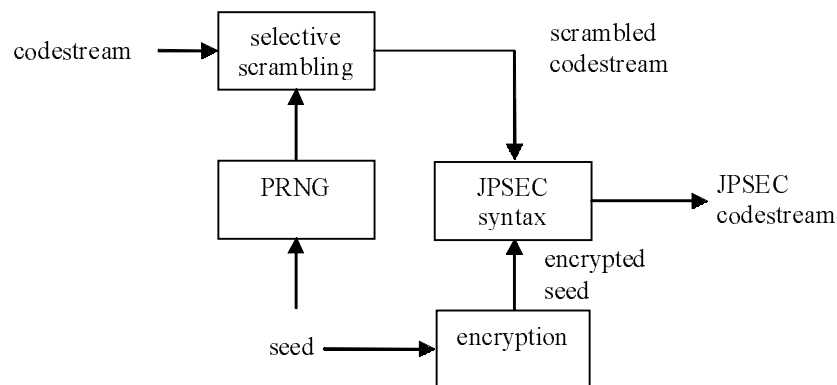 codestream
selective
scrambling
scrambled
codestream
PRNG
JPSEC
syntax
JPSEC
codestream
encrypted
seed
seed
encryption